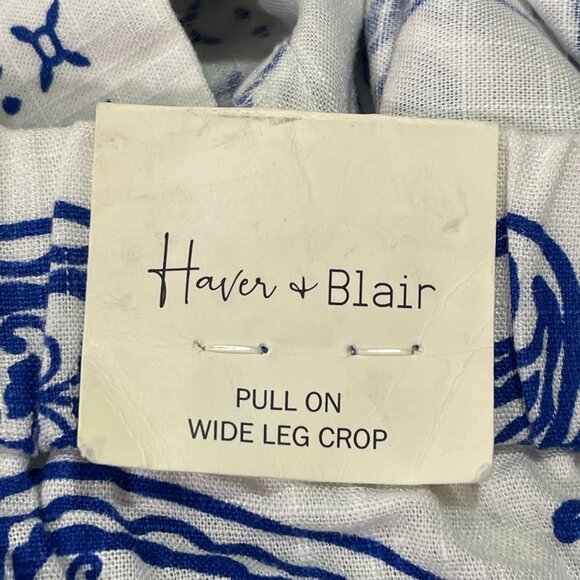 Haver + Blair
PULL ON
WIDE LEG CROP